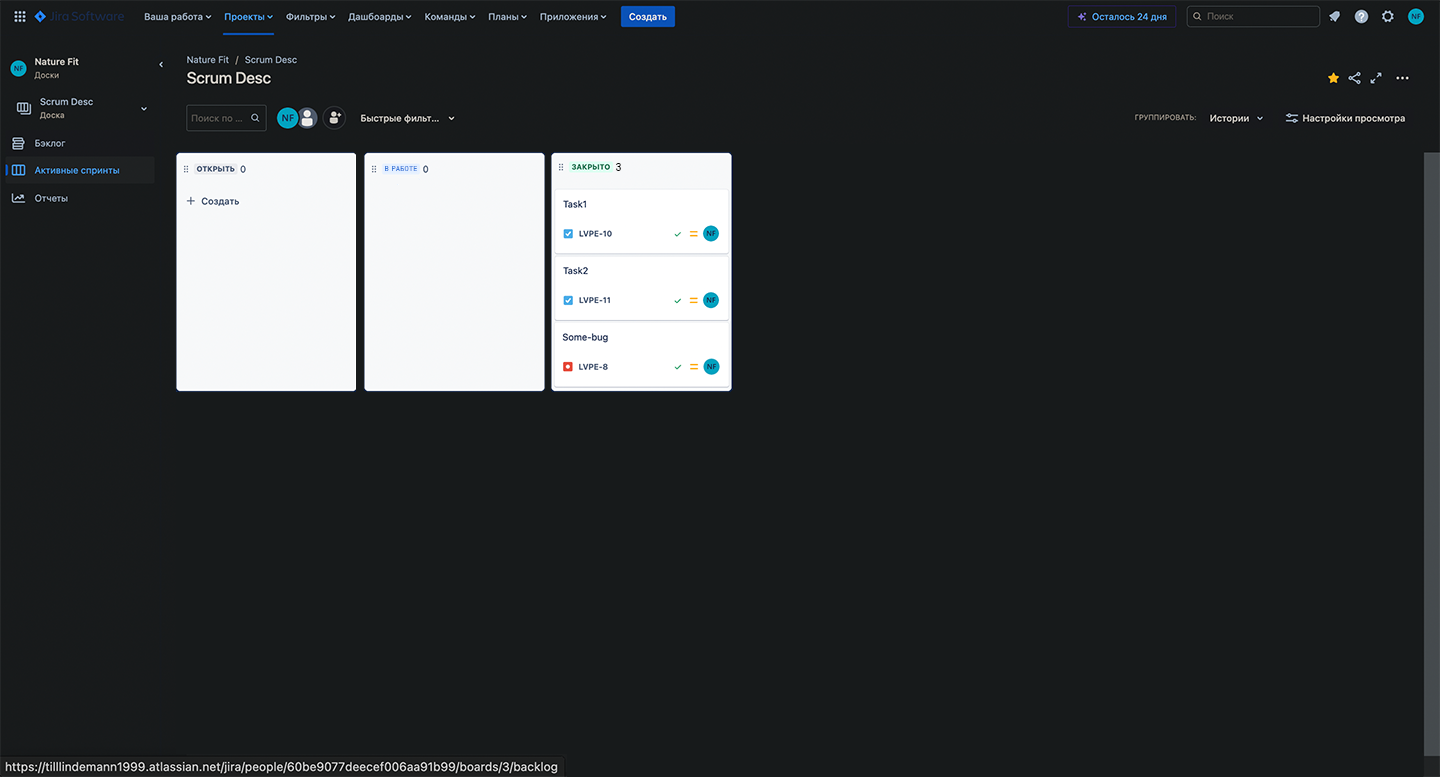 Jira Software Ваша работа Проекты Фильтры Дашборды Команды Планы Приложения Создать Осталось 24 дня Поиск NF
NF Nature Fit
Доски
Scrum Desc
Доска
Бэклог
Активные спринты
Отчеты
Nature Fit / Scrum Desc
Scrum Desc
Поиск по ... NF Быстрые фильт... ГРУППИРОВАТЬ: Истории Настройки просмотра
ОТКРЫТЬ 0
Создать
В РАБОТЕ 0
ЗАКРЫТО 3
Task1
LVPE-10 NF
Task2
LVPE-11 NF
Some-bug
LVPE-8 NF
https://tilllindemann1999.atlassian.net/jira/people/60be9077deecef006aa91b99/boards/3/backlog